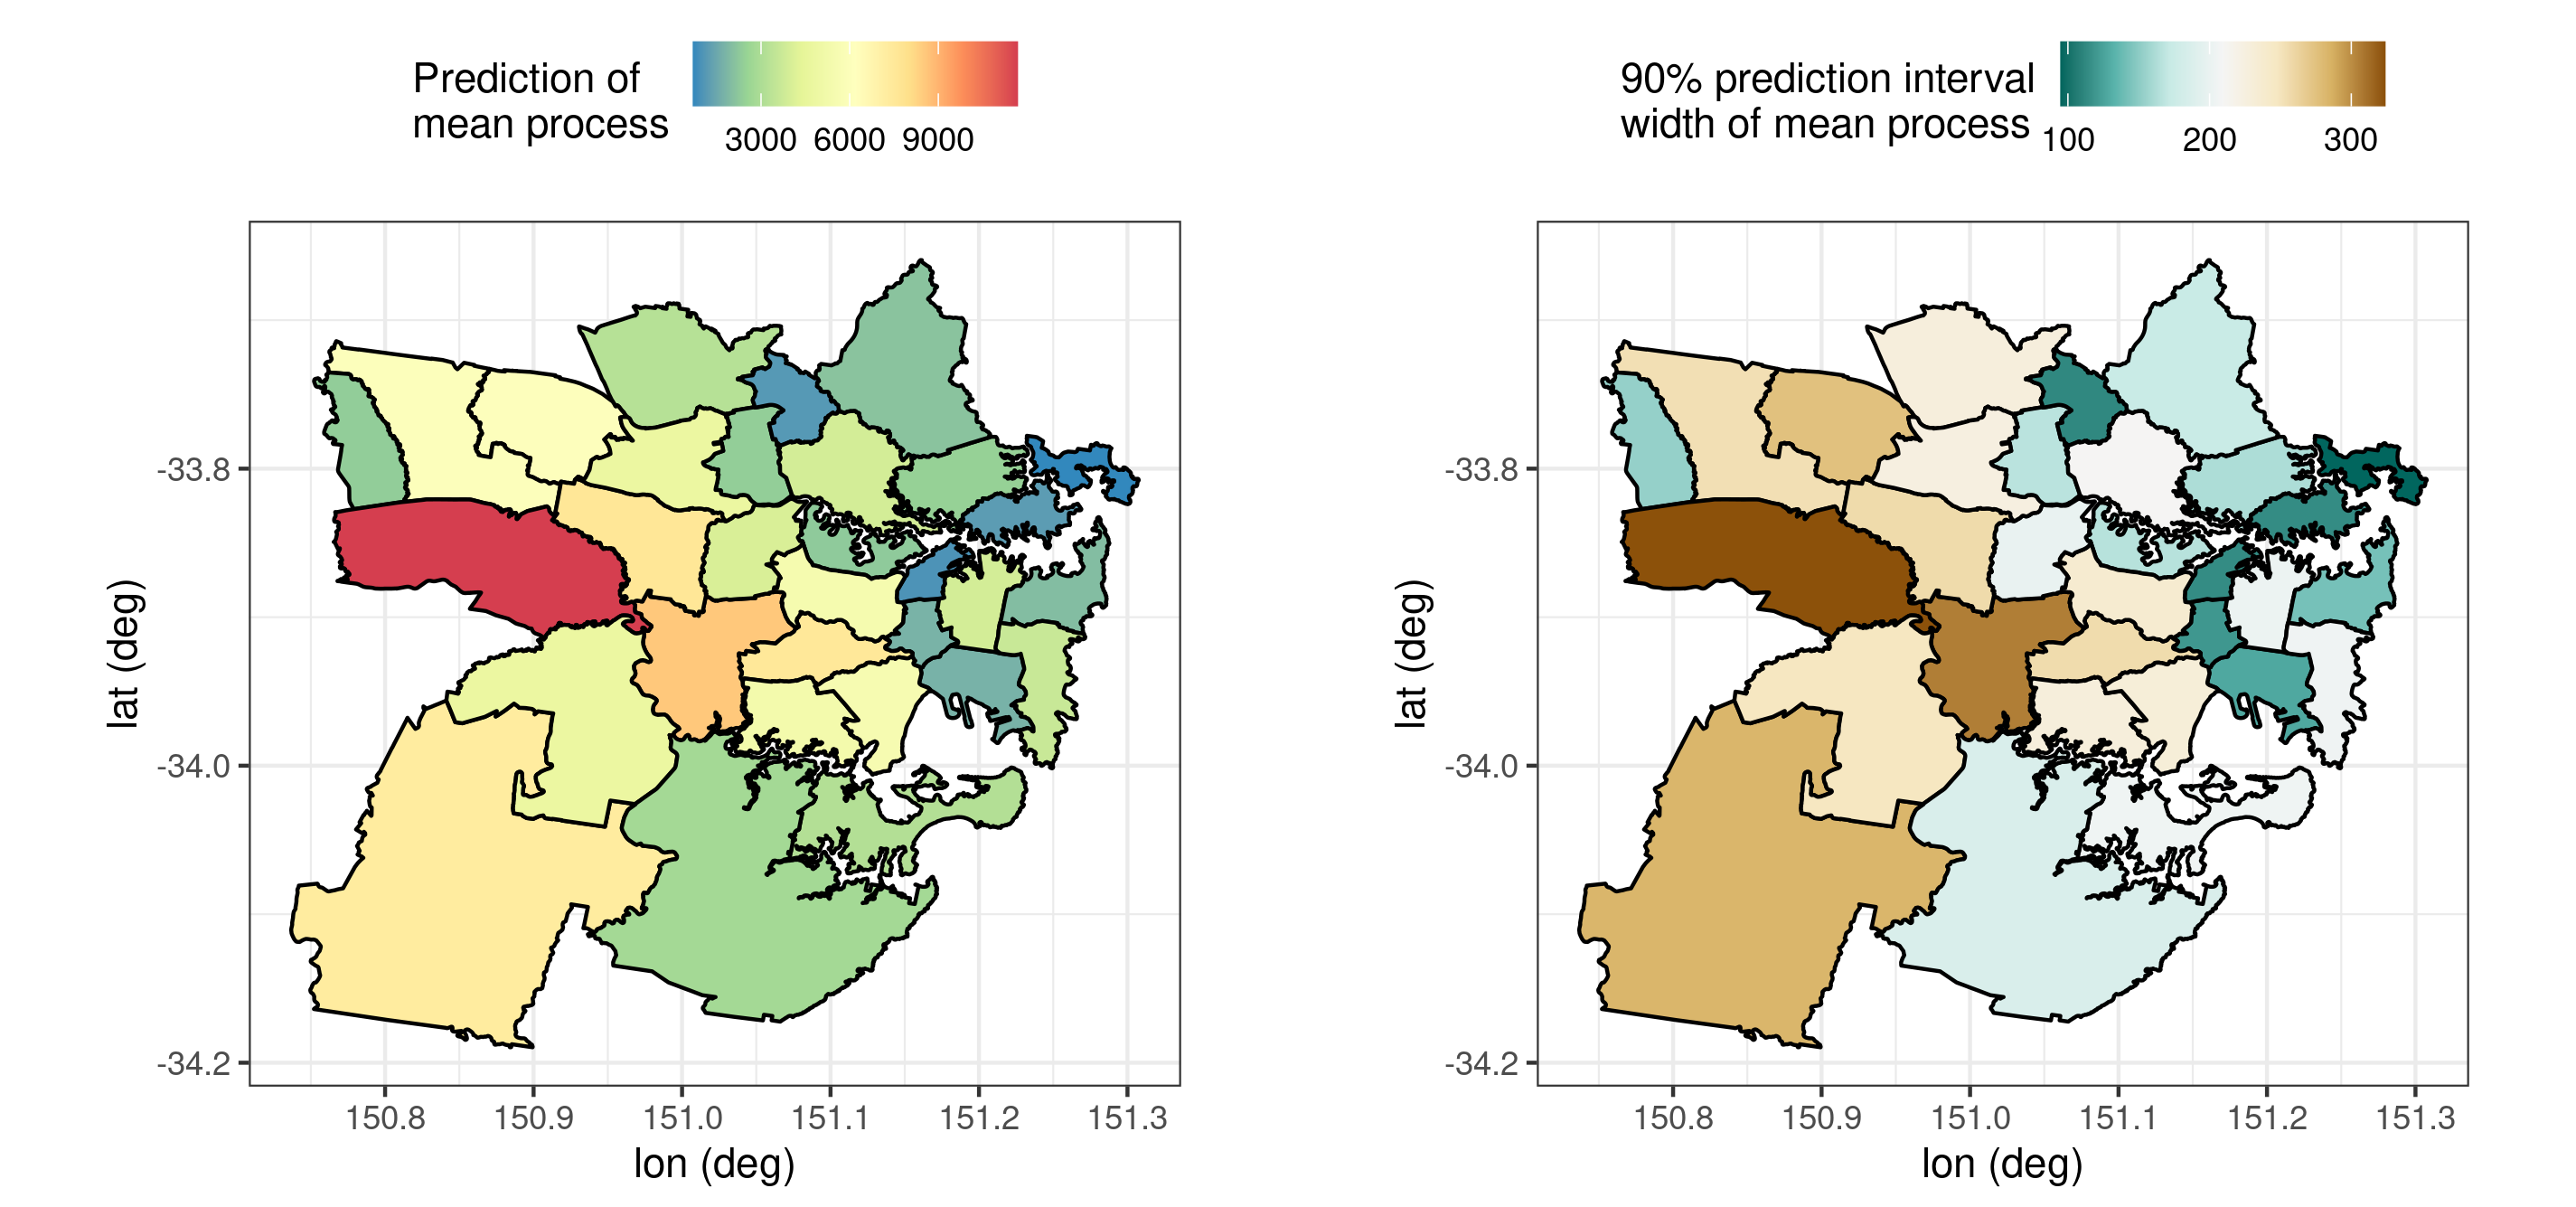 Prediction of
mean process
3000 6000 9000
90% prediction interval
width of mean process
100 200 300
lat (deg)
-33.8
-34.0
-34.2
150.8 150.9 151.0 151.1 151.2 151.3
lon (deg)
lat (deg)
-33.8
-34.0
-34.2
150.8 150.9 151.0 151.1 151.2 151.3
lon (deg)